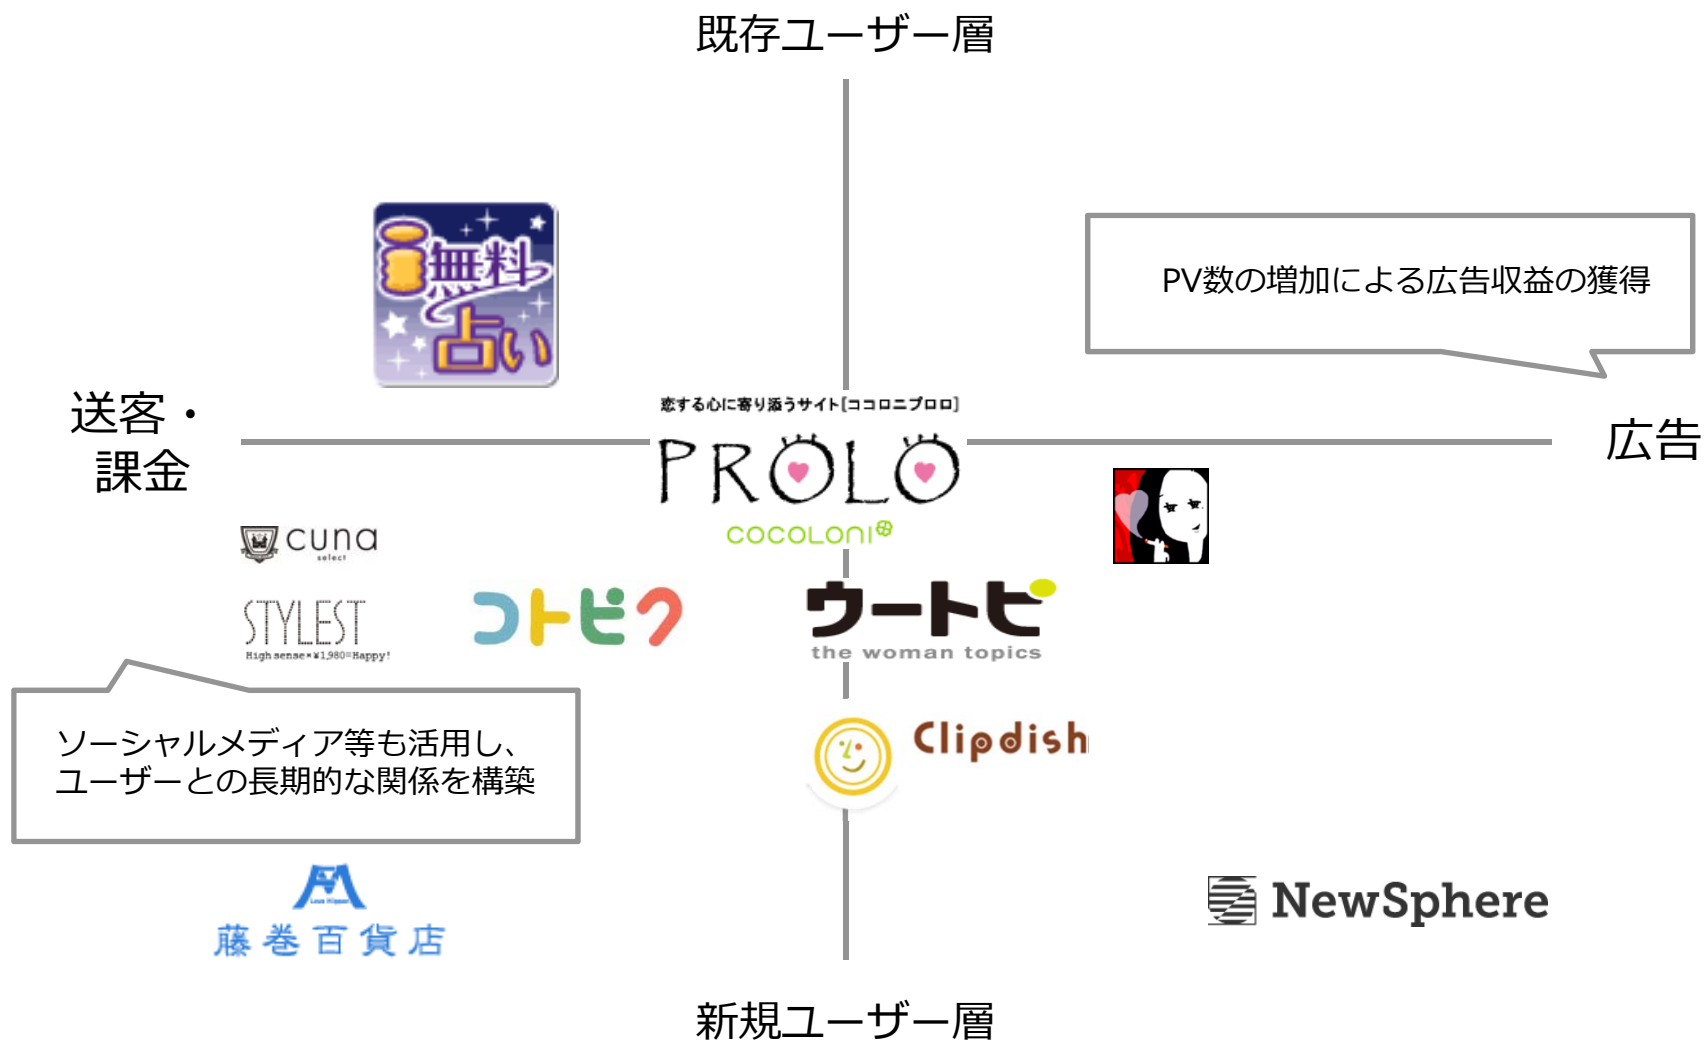 既存ユーザー層
無料
占い
PV数の増加による広告収益の獲得
送客・
課金
広告
恋する心に寄り添うサイト[ココロニプロロ]
PROLO
cocoLoni
cuna
select
STYLEST
High sense×¥1,980=Happy!
コトピク
ウートピ
the woman topics
ソーシャルメディア等も活用し、
ユーザーとの長期的な関係を構築
Clipdish
藤巻百貨店
NewSphere
新規ユーザー層